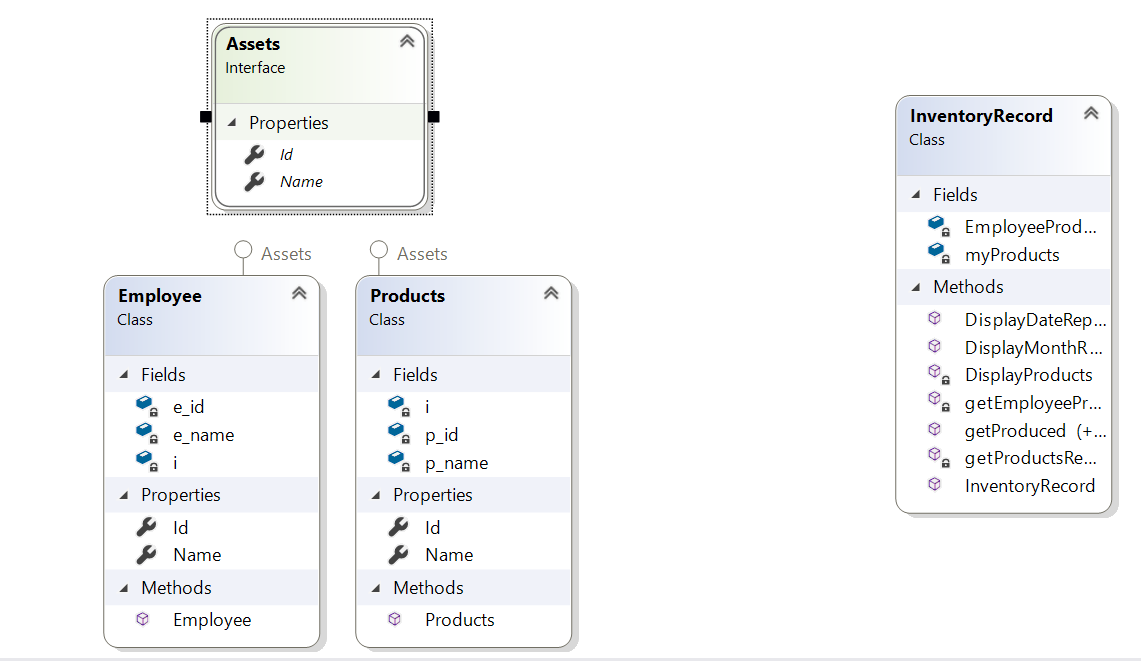 Assets
Interface
Properties
Id
Name
Assets
Employee
Class
Fields
e_id
e_name
i
Properties
Id
Name
Methods
Employee
Assets
Products
Class
Fields
i
p_id
p_name
Properties
Id
Name
Methods
Products
InventoryRecord
Class
Fields
EmployeeProd...
myProducts
Methods
DisplayDateRep...
DisplayMonthR...
DisplayProducts
getEmployeePr...
getProduced (+...
getProductsRe...
InventoryRecord